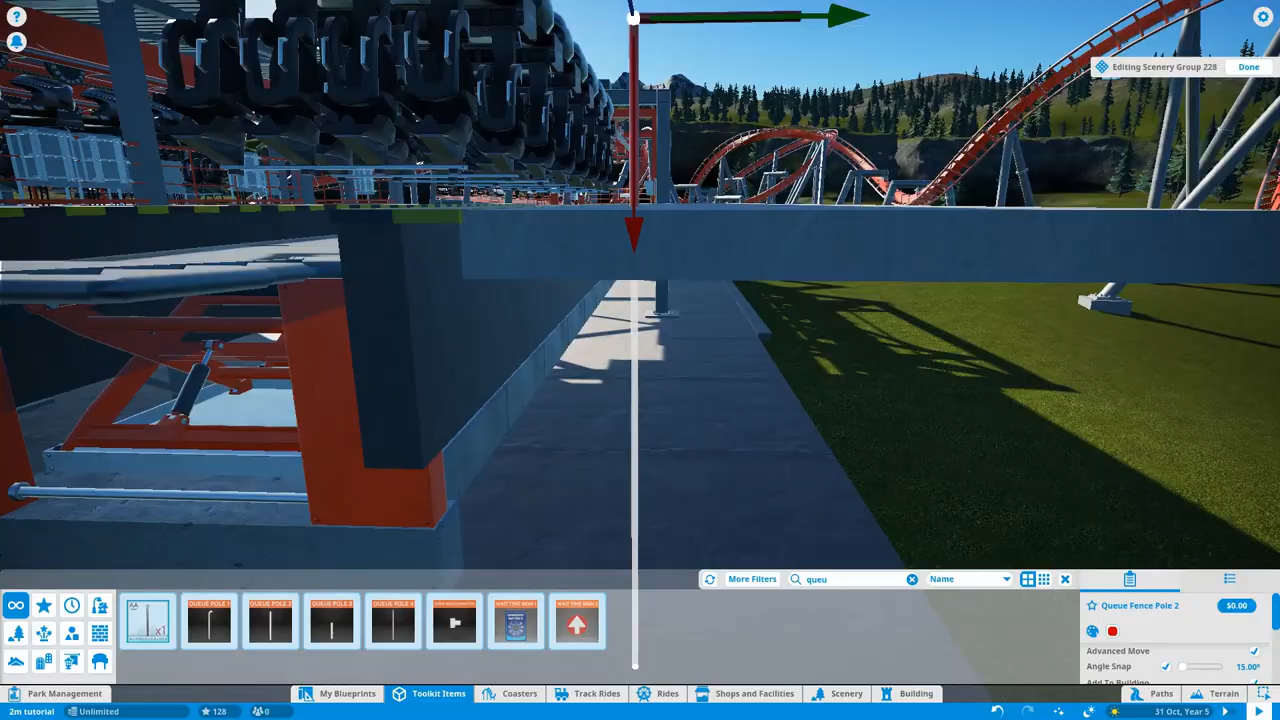 Editing Scenery Group 228 Done
More Filters queu Name
AA x1
QUEUE POLE 1
QUEUE POLE 2
QUEUE POLE 3
QUEUE POLE 4
WAIT TIME SIGN 1
WAIT TIME SIGN 2
Queue Fence Pole 2 $0.00
Advanced Move
Angle Snap 15.00°
Park Management My Blueprints Toolkit Items Coasters Track Rides Rides Shops and Facilities Scenery Building Paths Terrain
2m tutorial Unlimited 128 0 31 Oct, Year 5